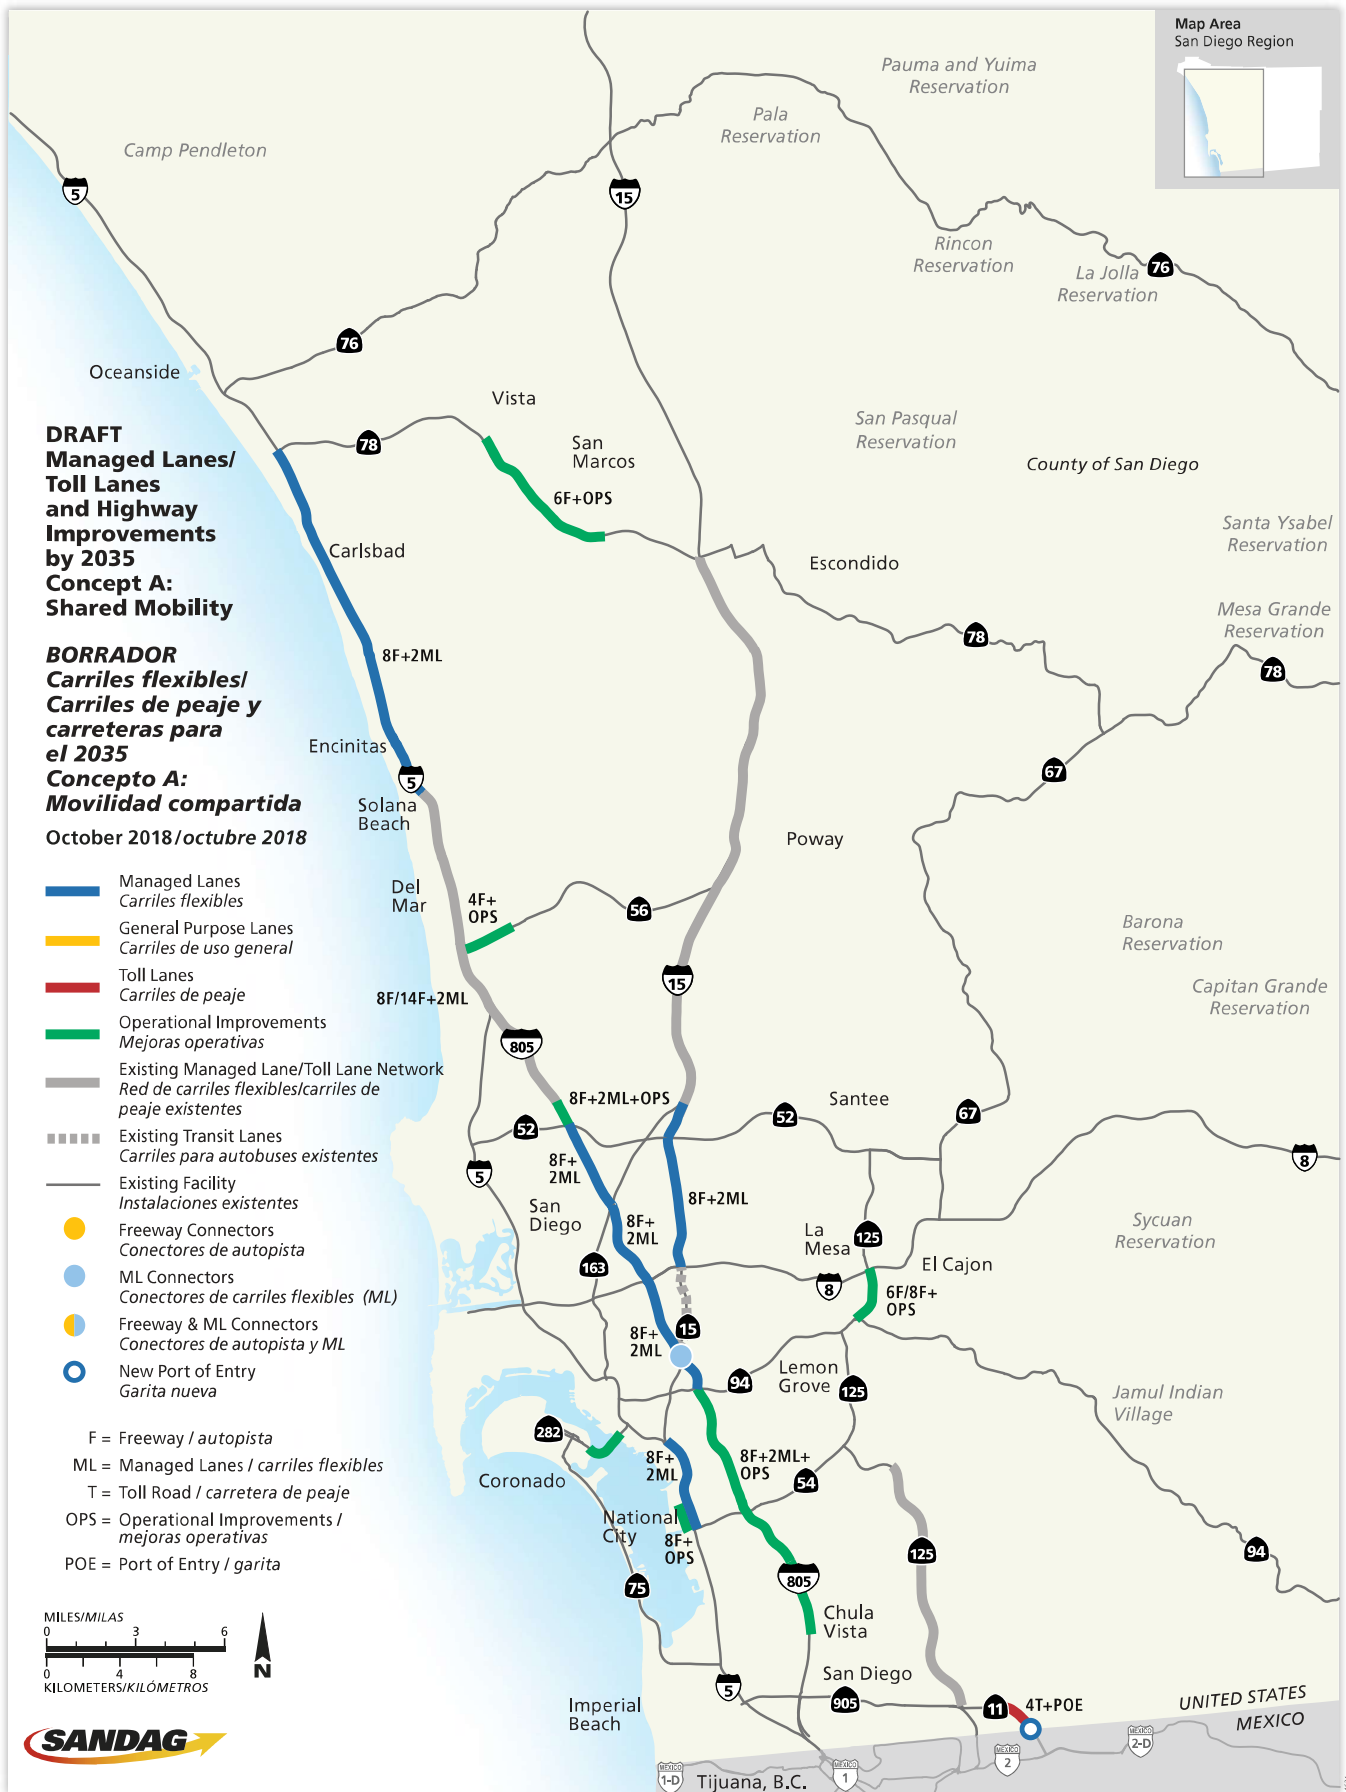 Map Area
San Diego Region
Pauma and Yuima
Reservation
Pala
Reservation
Camp Pendleton
5
15
Rincon
Reservation
La Jolla
Reservation
76
76
Oceanside
Vista
San
Marcos
78
6F+OPS
San Pasqual
Reservation
County of San Diego
Santa Ysabel
Reservation
Mesa Grande
Reservation
Escondido
78
78
67
Carlsbad
8F+2ML
Encinitas
5
Solana
Beach
Poway
Del
Mar
4F+
OPS
56
15
8F/14F+2ML
805
Barona
Reservation
Capitan Grande
Reservation
DRAFT
Managed Lanes/
Toll Lanes
and Highway
Improvements
by 2035
Concept A:
Shared Mobility
BORRADOR
Carriles flexibles/
Carriles de peaje y
carreteras para
el 2035
Concepto A:
Movilidad compartida
October 2018/octubre 2018
Managed Lanes
Carriles flexibles
General Purpose Lanes
Carriles de uso general
Toll Lanes
Carriles de peaje
Operational Improvements
Mejoras operativas
Existing Managed Lane/Toll Lane Network
Red de carriles flexibles/carriles de
peaje existentes
Existing Transit Lanes
Carriles para autobuses existentes
Existing Facility
Instalaciones existentes
Freeway Connectors
Conectores de autopista
ML Connectors
Conectores de carriles flexibles (ML)
Freeway & ML Connectors
Conectores de autopista y ML
New Port of Entry
Garita nueva
F = Freeway / autopista
ML = Managed Lanes / carriles flexibles
T = Toll Road / carretera de peaje
OPS = Operational Improvements /
mejoras operativas
POE = Port of Entry / garita
MILES/MILAS
0 3 6
0 4 8
KILOMETERS/KILÓMETROS
N
SANDAG
8F+2ML+OPS
52
52
Santee
67
8
5
8F+
2ML
San
Diego
8F+
2ML
8F+2ML
163
La
Mesa
125
El Cajon
8
6F/8F+
OPS
Sycuan
Reservation
8F+
2ML
15
94
Lemon
Grove
125
Jamul Indian
Village
282
Coronado
8F+
2ML
8F+2ML+
OPS
54
National
City
8F+
OPS
125
94
75
805
Chula
Vista
San Diego
5
905
11
4T+POE
Imperial
Beach
UNITED STATES
MEXICO
MEXICO
1-D
Tijuana, B.C.
MEXICO
1
MEXICO
2
MEXICO
2-D